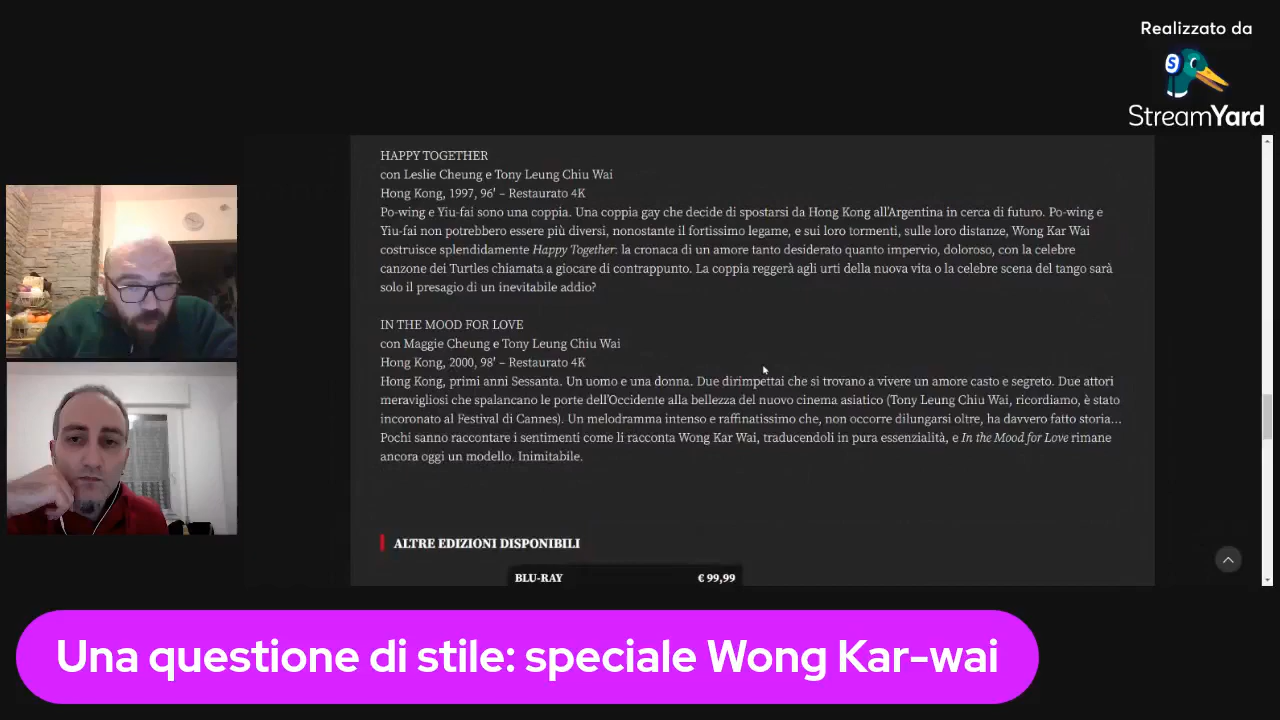 Realizzato da
StreamYard
HAPPY TOGETHER
con Leslie Cheung e Tony Leung Chiu Wai
Hong Kong, 1997, 96' – Restaurato 4K
Po-wing e Yiu-fai sono una coppia. Una coppia gay che decide di spostarsi da Hong Kong all'Argentina in cerca di futuro. Po-wing e
Yiu-fai non potrebbero essere più diversi, nonostante il fortissimo legame, e sui loro tormenti, sulle loro distanze, Wong Kar Wai
costruisce splendidamente Happy Together: la cronaca di un amore tanto desiderato quanto impervio, doloroso, con la celebre
canzone dei Turtles chiamata a giocare di contrappunto. La coppia reggerà agli urti della nuova vita o la celebre scena del tango sarà
solo il presagio di un inevitabile addio?
IN THE MOOD FOR LOVE
con Maggie Cheung e Tony Leung Chiu Wai
Hong Kong, 2000, 98' – Restaurato 4K
Hong Kong, primi anni Sessanta. Un uomo e una donna. Due dirimpettai che si trovano a vivere un amore casto e segreto. Due attori
meravigliosi che spalancano le porte dell'Occidente alla bellezza del nuovo cinema asiatico (Tony Leung Chiu Wai, ricordiamo, è stato
incoronato al Festival di Cannes). Un melodramma intenso e raffinatissimo che, non occorre dilungarsi oltre, ha davvero fatto storia…
Pochi sanno raccontare i sentimenti come li racconta Wong Kar Wai, traducendoli in pura essenzialità, e In the Mood for Love rimane
ancora oggi un modello. Inimitabile.
ALTRE EDIZIONI DISPONIBILI
BLU-RAY € 99,99
Una questione di stile: speciale Wong Kar-wai